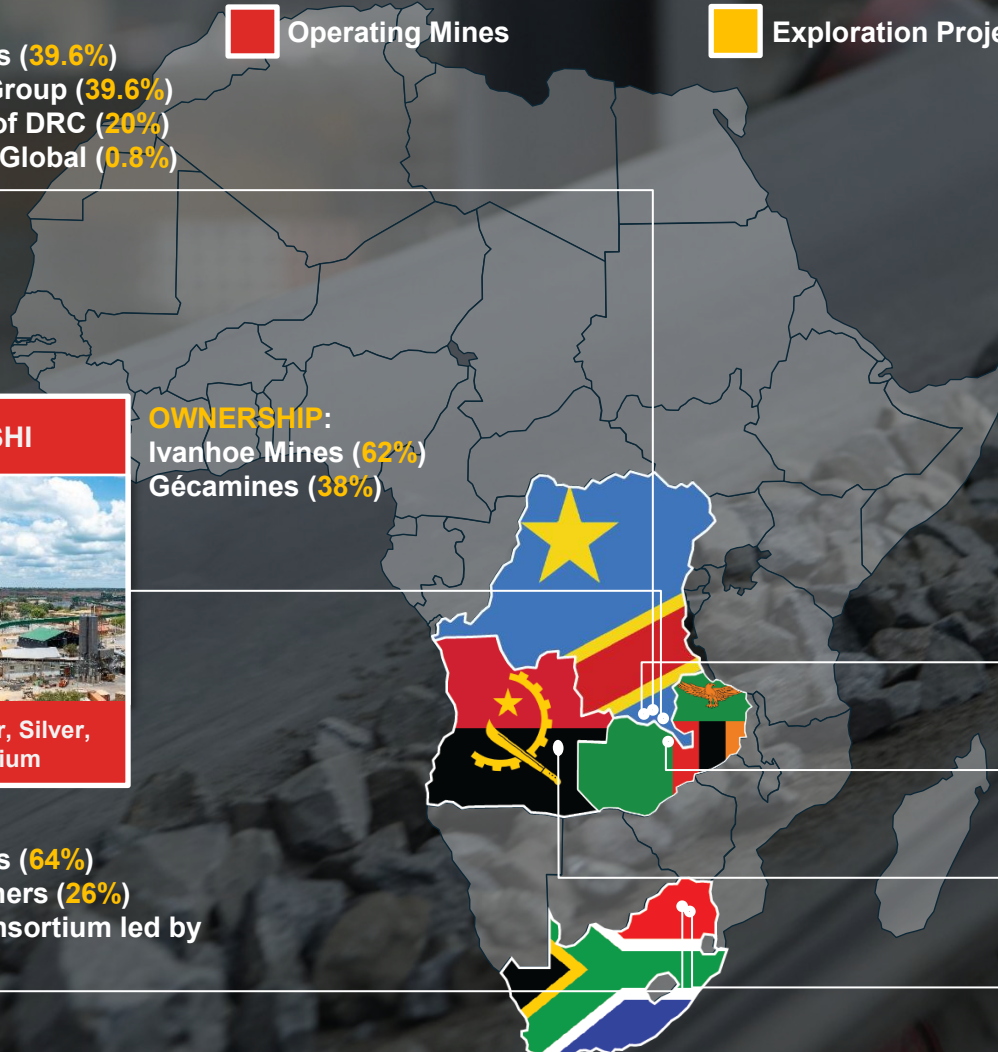 Operating Mines
Exploration Proje
s (39.6%)
Group (39.6%)
of DRC (20%)
Global (0.8%)
SHI
OWNERSHIP:
Ivanhoe Mines (62%)
Gécamines (38%)
r, Silver,
ium
s (64%)
ners (26%)
nsortium led by